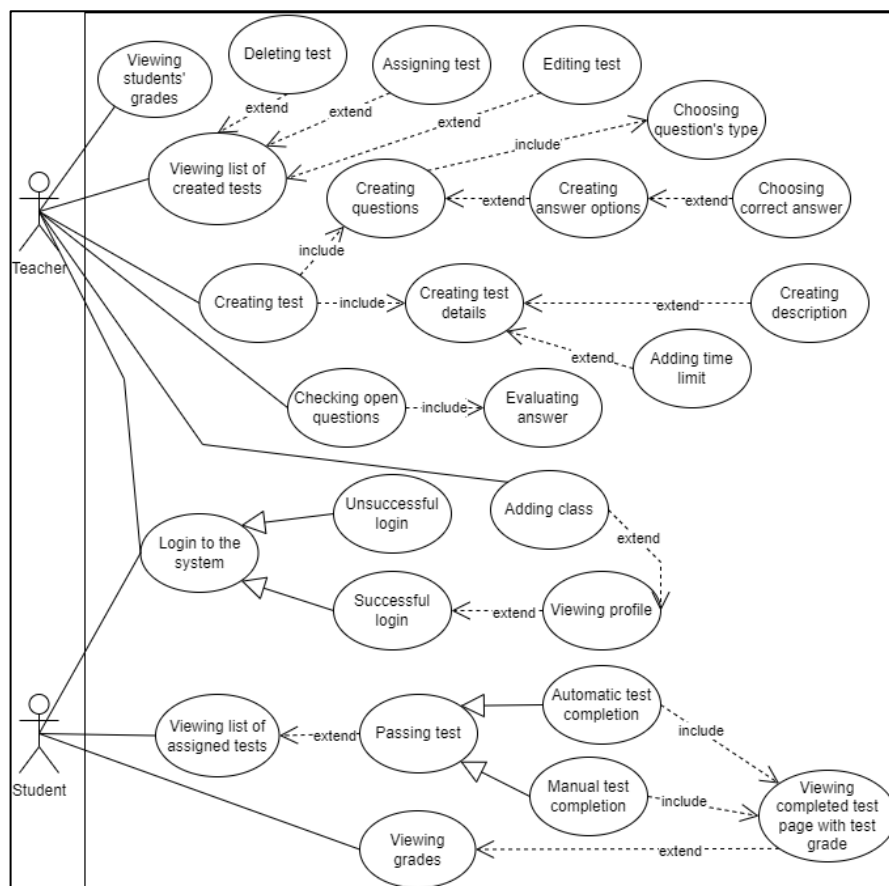 Deleting test
Assigning test
Editing test
Viewing
students'
grades
extend
extend
extend
Choosing
question's type
include
Viewing list of
created tests
Creating
questions
extend
Creating
answer options
extend
Choosing
correct answer
Teacher
include
Creating test
include
Creating test
details
extend
Creating
description
extend
Adding time
limit
Checking open
questions
include
Evaluating
answer
Unsuccessful
login
Adding class
extend
Login to the
system
Successful
login
extend
Viewing profile
Automatic test
completion
Viewing list of
assigned tests
extend
Passing test
include
Student
Manual test
completion
include
Viewing
completed test
page with test
grade
Viewing
grades
extend